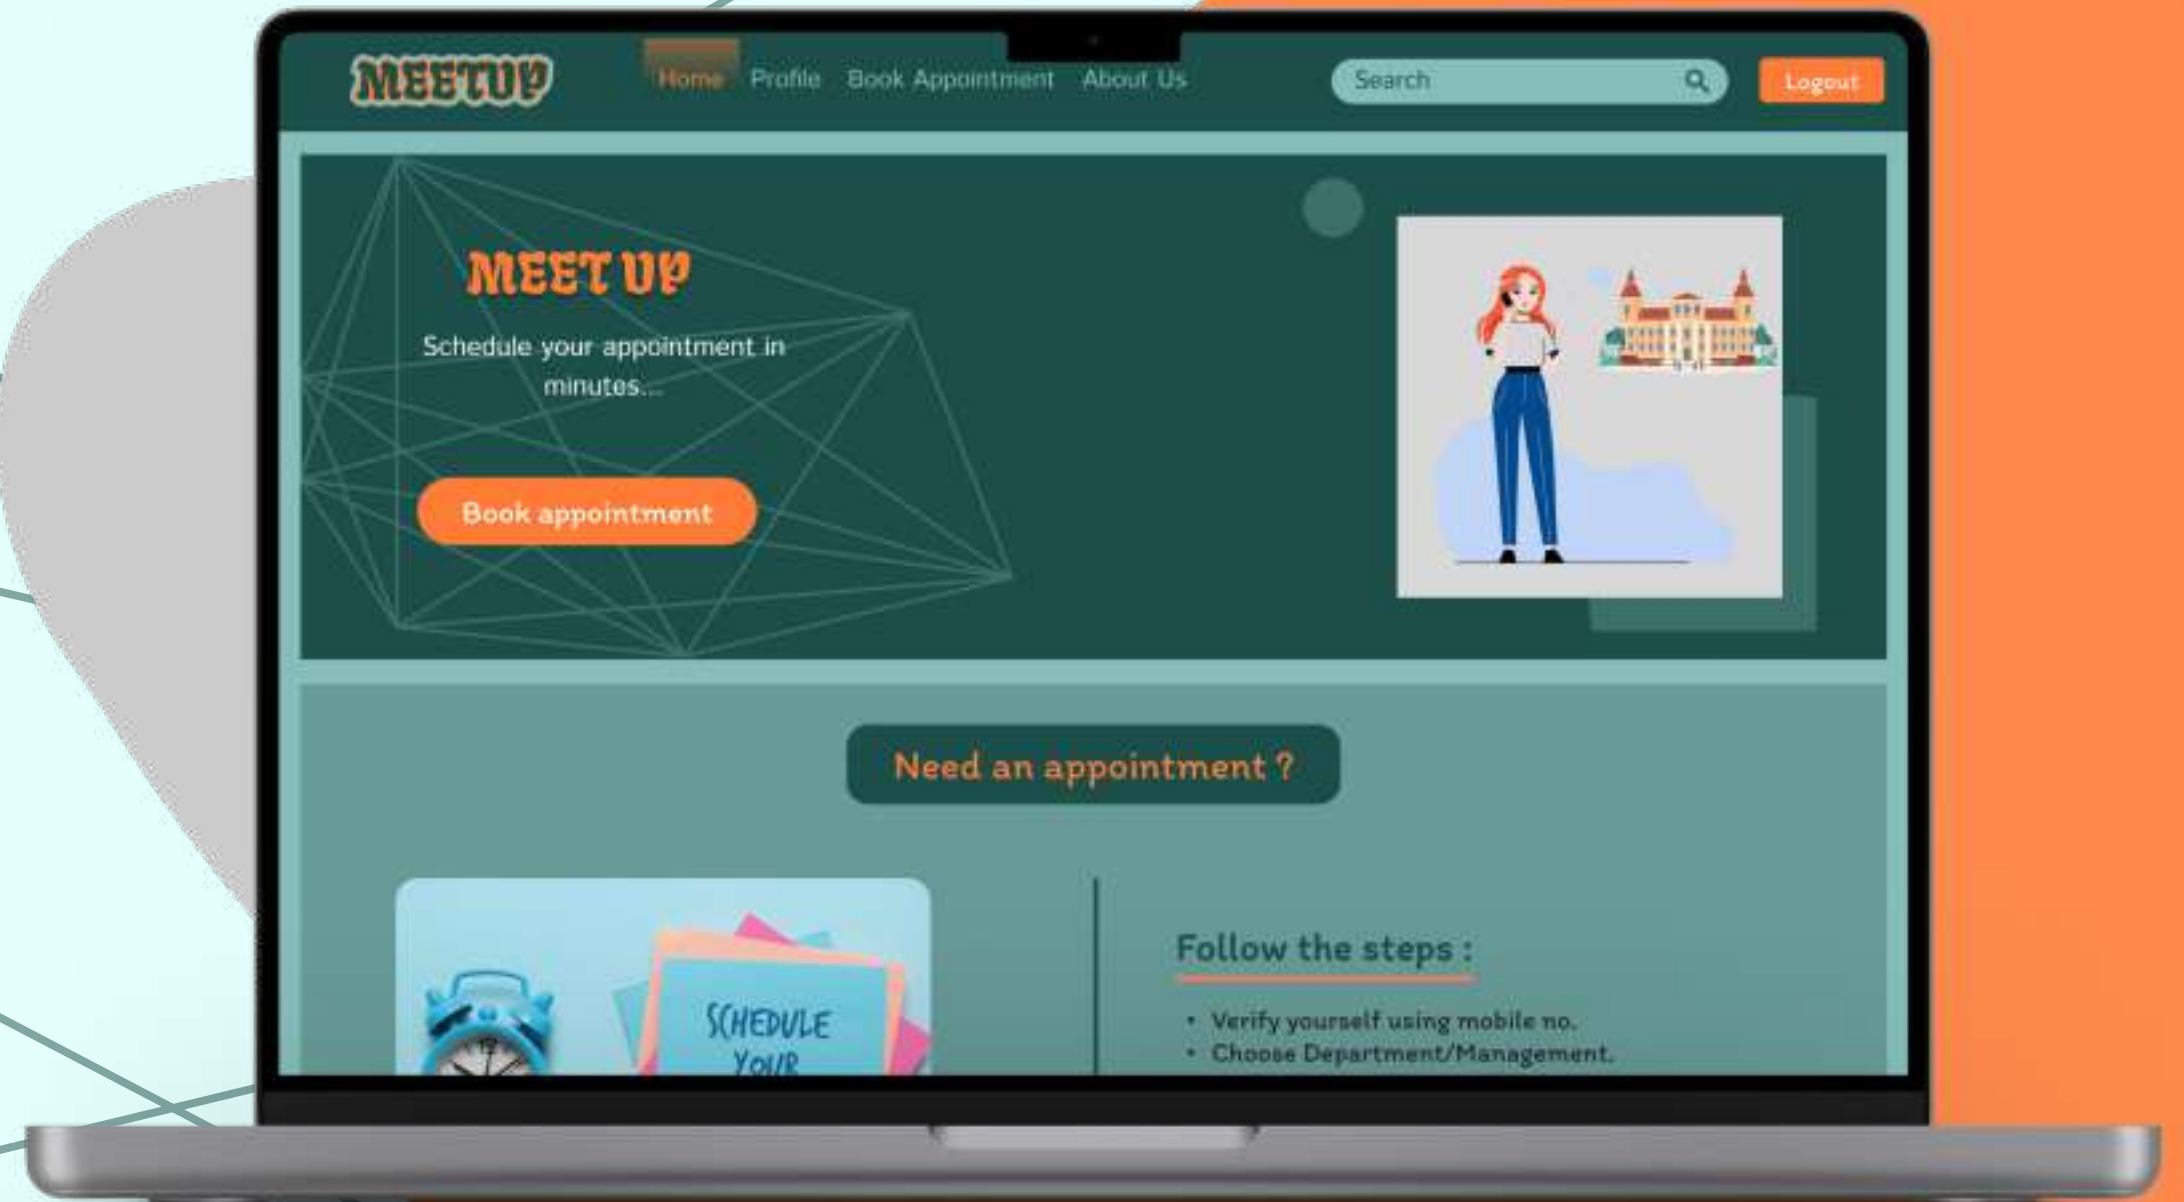 MEETUP
Home Profile Book Appointment About Us
Search
Logout
MEET UP
Schedule your appointment in
minutes...
Book appointment
Need an appointment ?
SCHEDULE
YOUR
12
Follow the steps :
• Verify yourself using mobile no.
• Choose Department/Management.